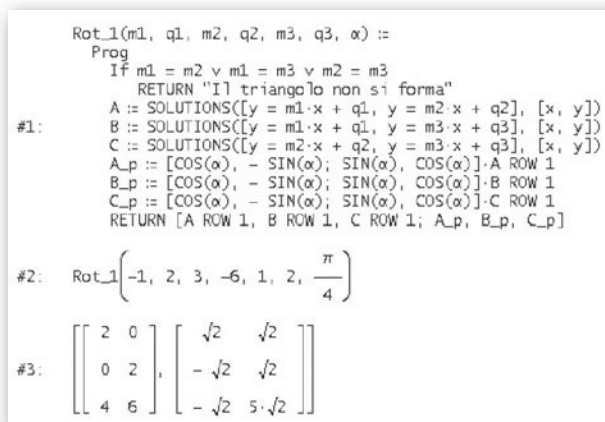 Rot_1(m1, q1, m2, q2, m3, q3, α) :=
Prog
If m1 = m2 ∨ m1 = m3 ∨ m2 = m3
RETURN "Il triangolo non si forma"
A := SOLUTIONS([y = m1·x + q1, y = m2·x + q2], [x, y])
#1: B := SOLUTIONS([y = m1·x + q1, y = m3·x + q3], [x, y])
C := SOLUTIONS([y = m2·x + q2, y = m3·x + q3], [x, y])
A_p := [COS(α), - SIN(α); SIN(α), COS(α)]·A ROW 1
B_p := [COS(α), - SIN(α); SIN(α), COS(α)]·B ROW 1
C_p := [COS(α), - SIN(α); SIN(α), COS(α)]·C ROW 1
RETURN [A ROW 1, B ROW 1, C ROW 1; A_p, B_p, C_p]
#2: Rot_1(-1, 2, 3, -6, 1, 2, π/4)
2 0 √2 √2
#3: [[ 0 2 ], [ - √2 √2 ]]
4 6 - √2 5·√2